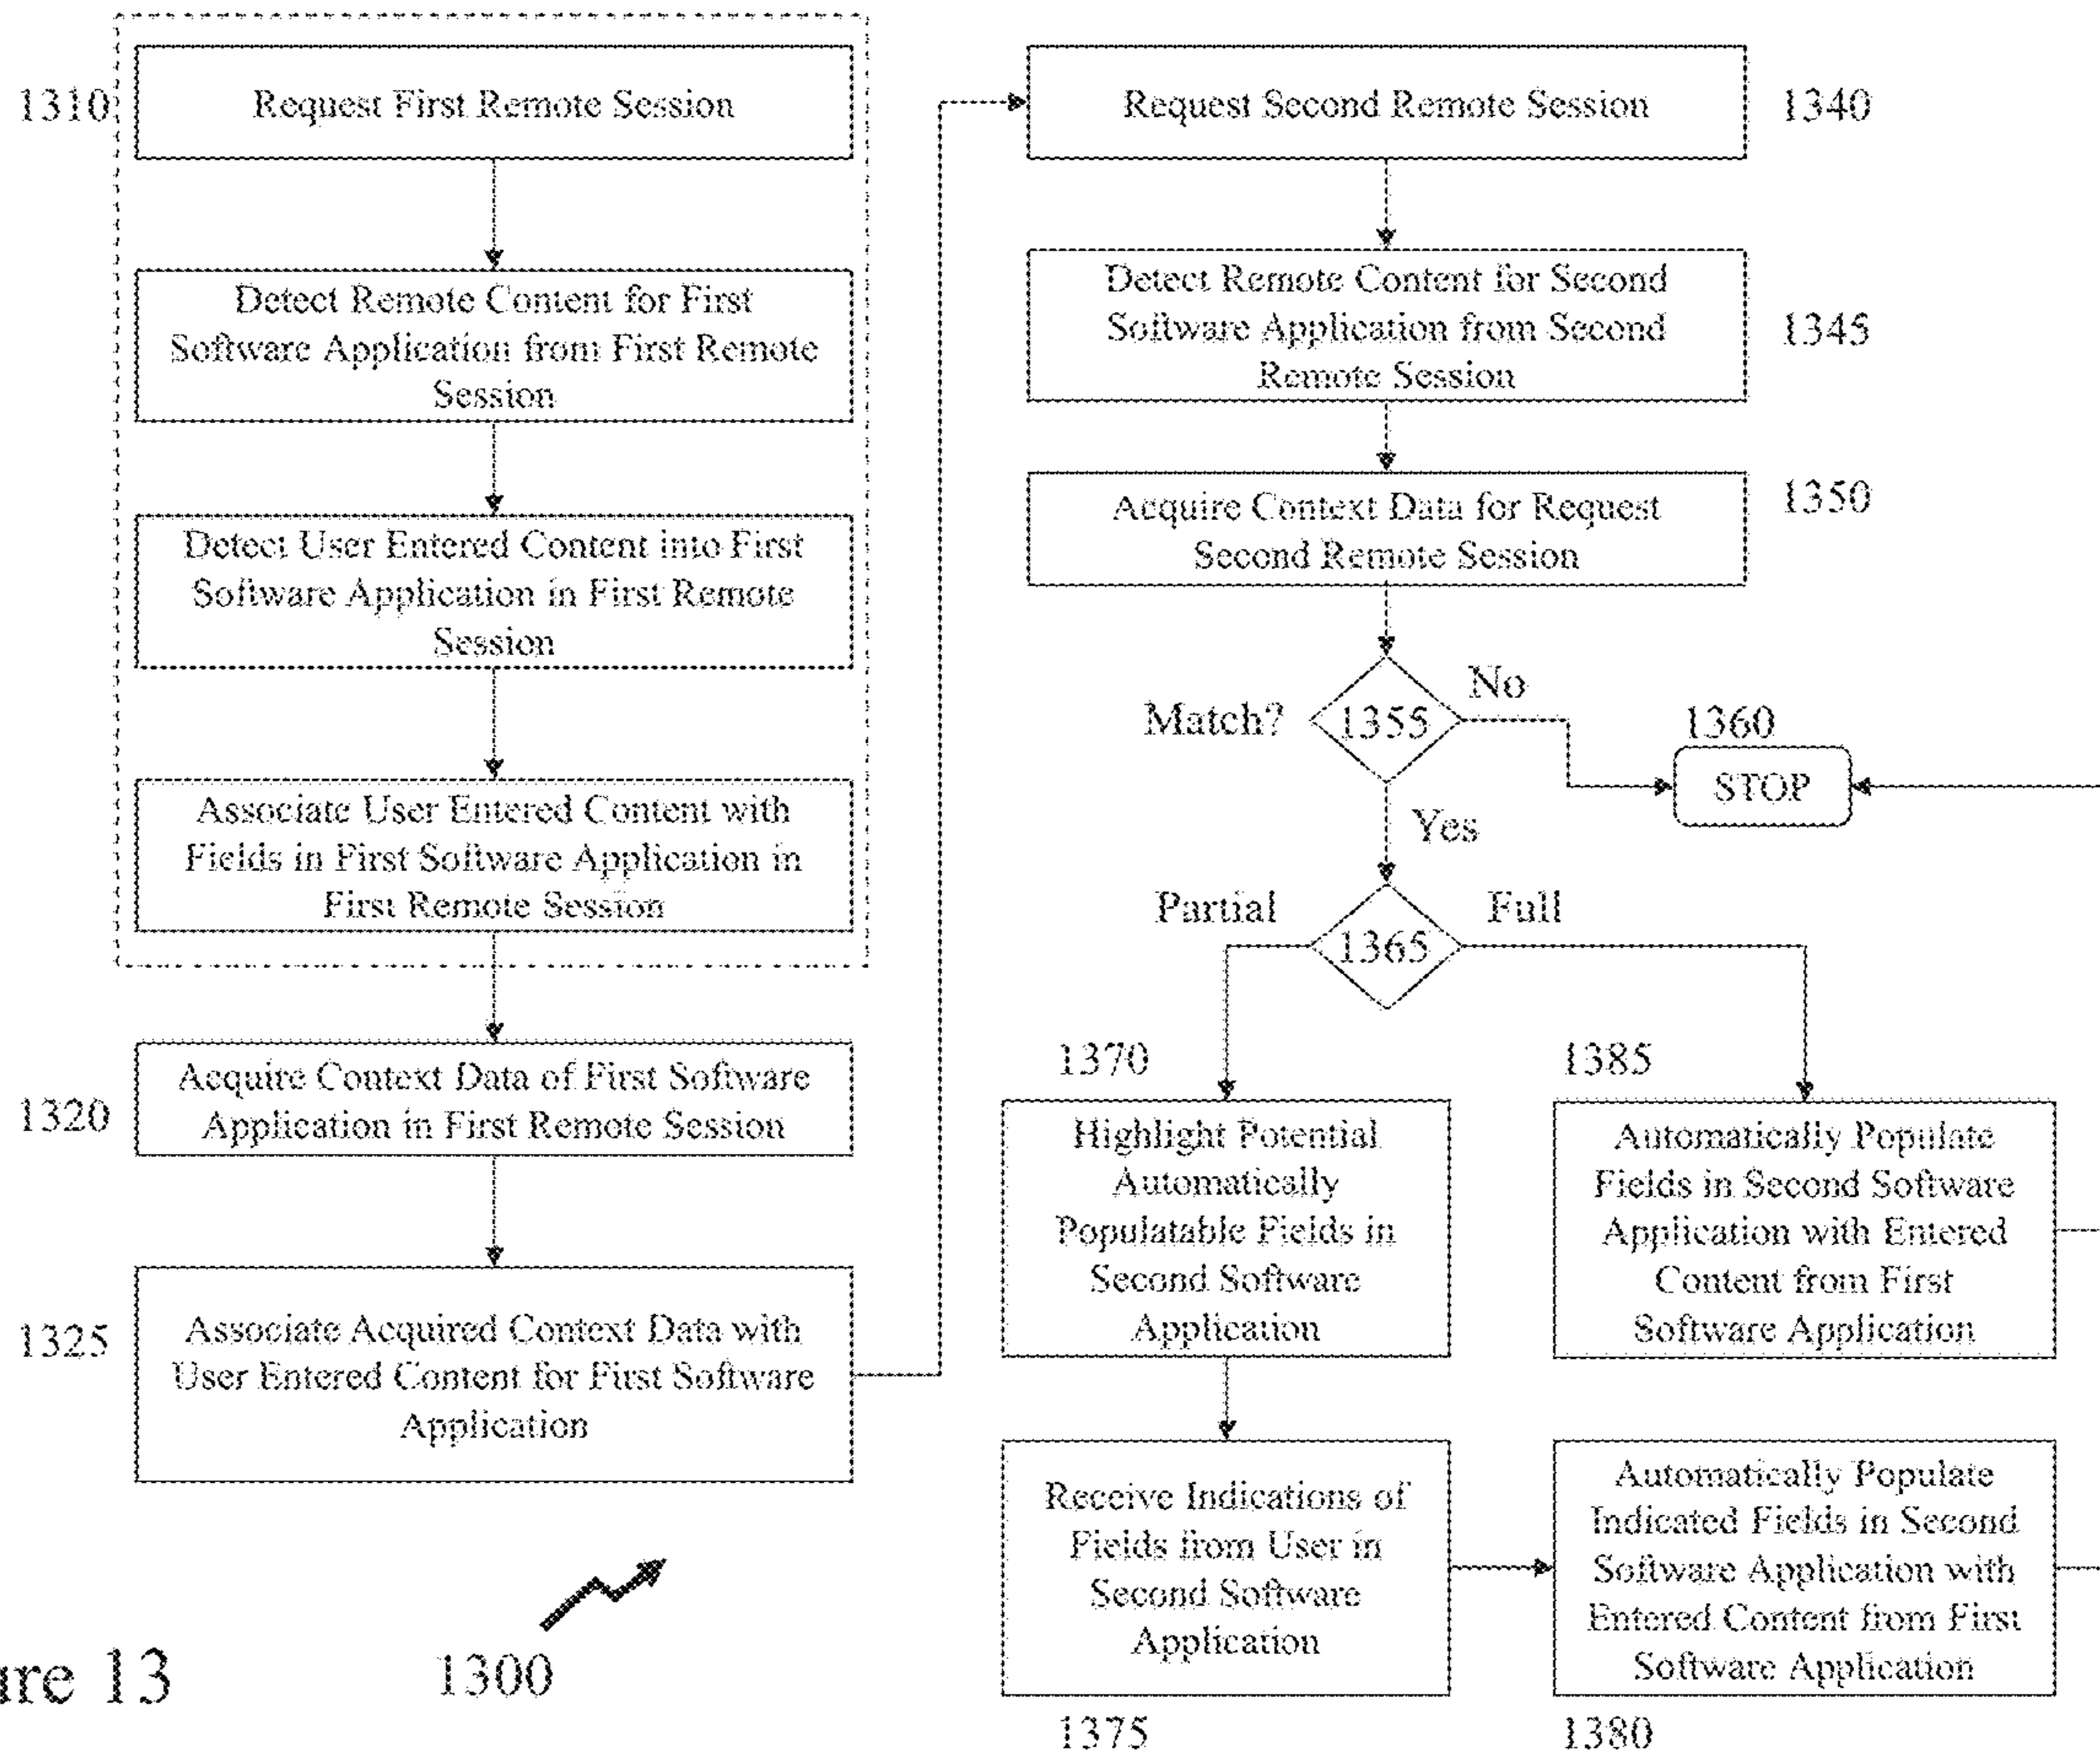 1310
Request First Remote Session
Detect Remote Content for First
Software Application from First Remote
Session
Detect User Entered Content into First
Software Application in First Remote
Session
Associate User Entered Content with
Fields in First Software Application in
First Remote Session
1320
Acquire Context Data of First Software
Application in First Remote Session
1325
Associate Acquired Context Data with
User Entered Content for First Software
Application
Request Second Remote Session
1340
Detect Remote Content for Second
Software Application from Second
Remote Session
1345
Acquire Context Data for Request
Second Remote Session
1350
Match?
1355
No
1360
STOP
Yes
Partial
1365
Full
1370
Highlight Potential
Automatically
Populatable Fields in
Second Software
Application
1385
Automatically Populate
Fields in Second Software
Application with Entered
Content from First
Software Application
Receive Indications of
Fields from User in
Second Software
Application
1375
Automatically Populate
Indicated Fields in Second
Software Application with
Entered Content from First
Software Application
1380
ure 13
1300